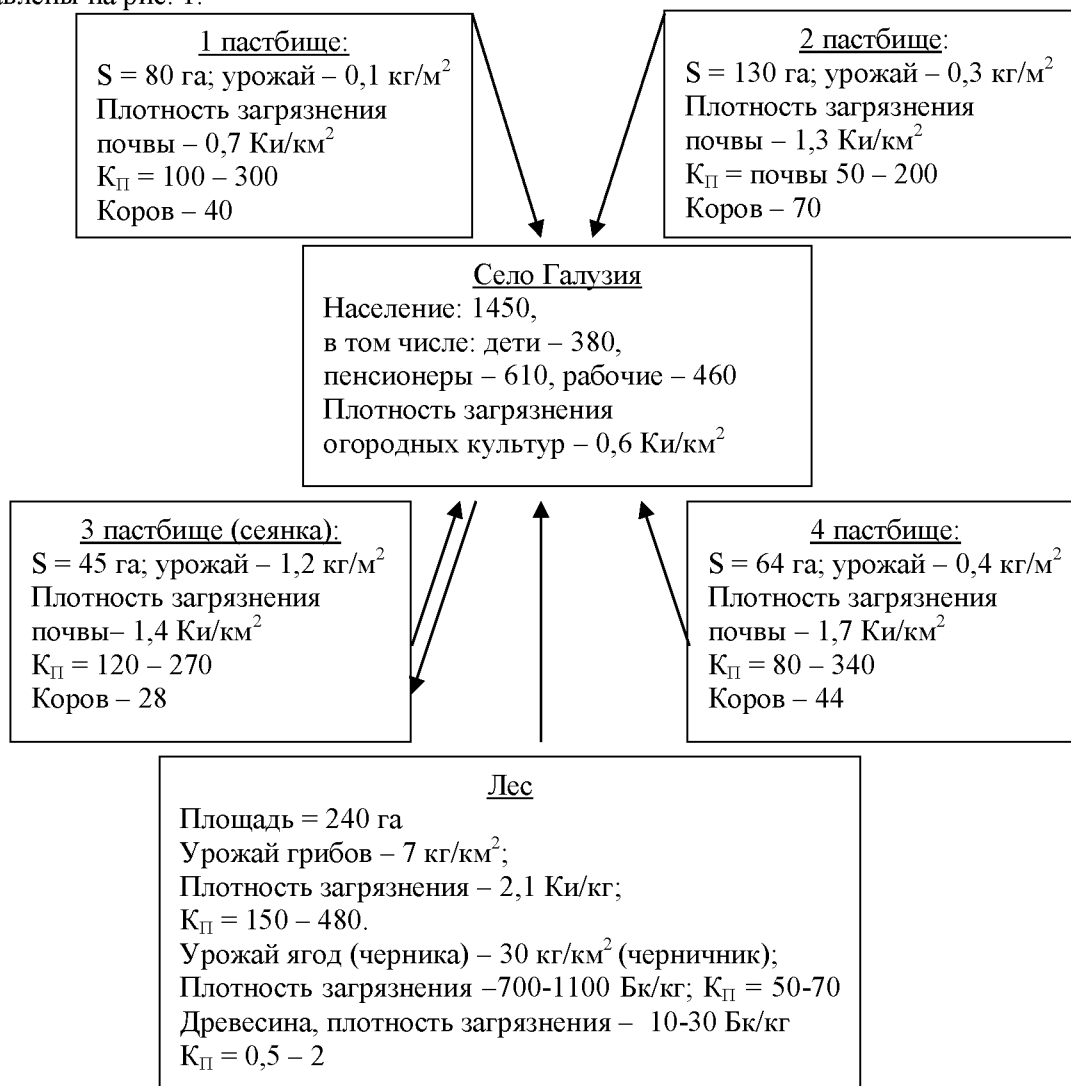 авлены на рис. 1.
1 пастбище:
S = 80 га; урожай – 0,1 кг/м²
Плотность загрязнения
почвы – 0,7 Ки/км²
КП = 100 – 300
Коров – 40
2 пастбище:
S = 130 га; урожай – 0,3 кг/м²
Плотность загрязнения
почвы – 1,3 Ки/км²
КП = почвы 50 – 200
Коров – 70
Село Галузия
Население: 1450,
в том числе: дети – 380,
пенсионеры – 610, рабочие – 460
Плотность загрязнения
огородных культур – 0,6 Ки/км²
3 пастбище (сеянка):
S = 45 га; урожай – 1,2 кг/м²
Плотность загрязнения
почвы– 1,4 Ки/км²
КП = 120 – 270
Коров – 28
4 пастбище:
S = 64 га; урожай – 0,4 кг/м²
Плотность загрязнения
почвы – 1,7 Ки/км²
КП = 80 – 340
Коров – 44
Лес
Площадь = 240 га
Урожай грибов – 7 кг/км²;
Плотность загрязнения – 2,1 Ки/кг;
КП = 150 – 480.
Урожай ягод (черника) – 30 кг/км² (черничник);
Плотность загрязнения –700-1100 Бк/кг; КП = 50-70
Древесина, плотность загрязнения – 10-30 Бк/кг
КП = 0,5 – 2